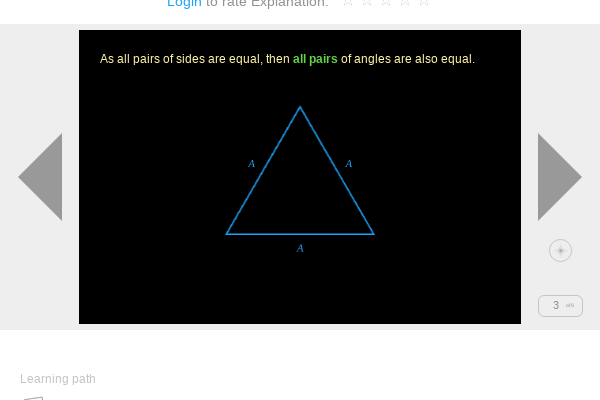 Login to rate Explanation:
As all pairs of sides are equal, then all pairs of angles are also equal.
A
A
A
3
Learning path